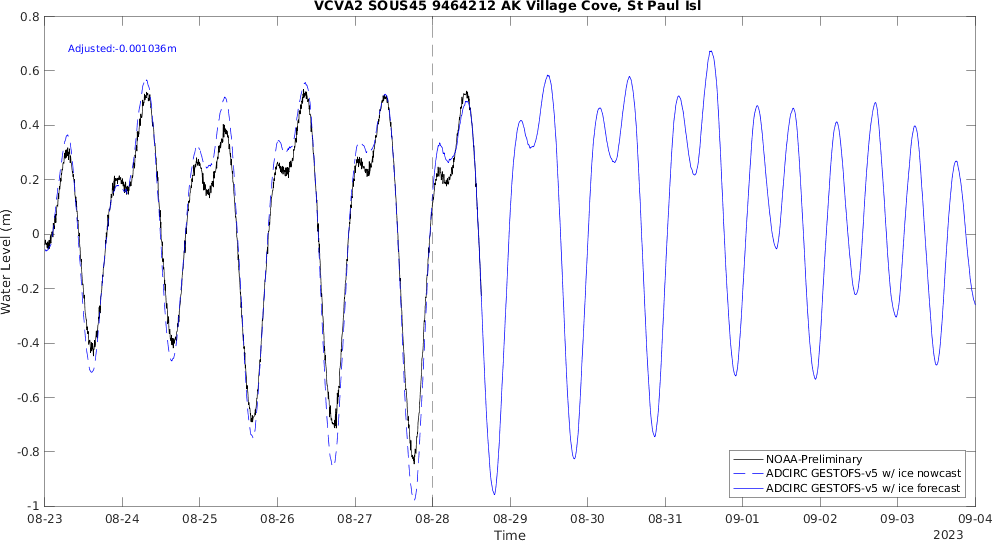 VCVA2 SOUS45 9464212 AK Village Cove, St Paul Isl
Adjusted:-0.001036m
0.8
0.6
0.4
0.2
0
-0.2
-0.4
-0.6
-0.8
-1
Water Level (m)
NOAA-Preliminary
ADCIRC GESTOFS-v5 w/ ice nowcast
ADCIRC GESTOFS-v5 w/ ice forecast
08-23 08-24 08-25 08-26 08-27 08-28 08-29 08-30 08-31 09-01 09-02 09-03 09-04
Time
2023